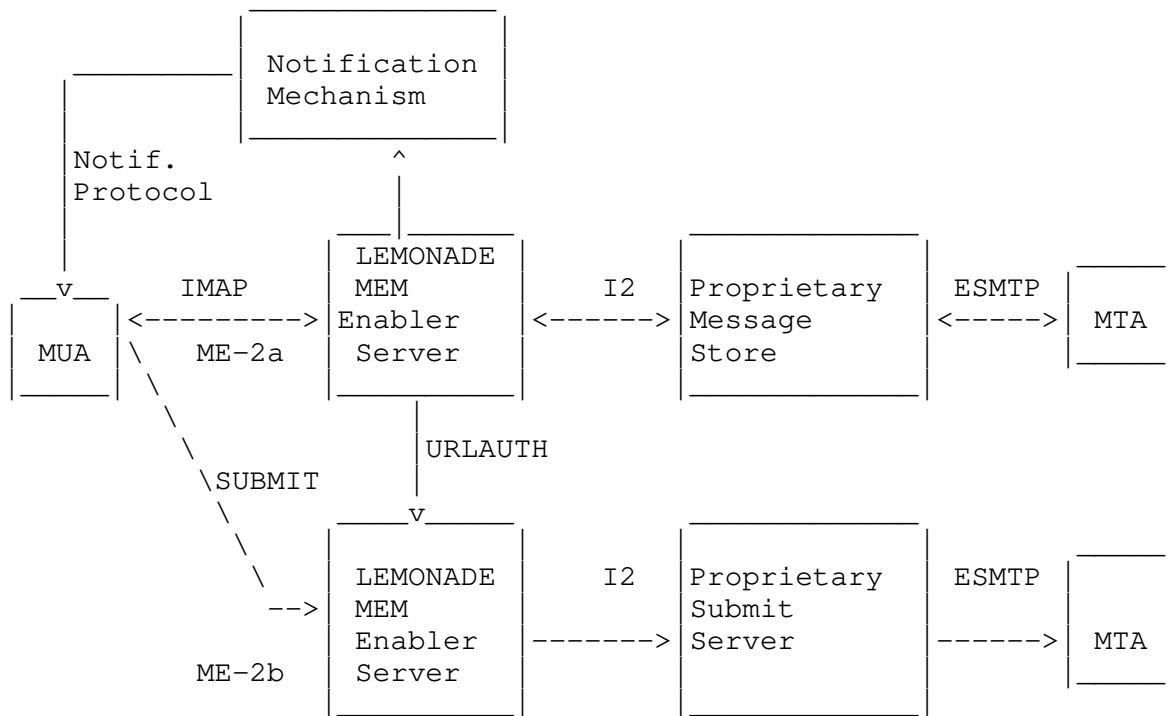 Notification
Mechanism
Notif.
Protocol
LEMONADE
IMAP MEM I2 Proprietary ESMTP
Enabler Message MTA
MUA ME-2a Server Store
URLAUTH
SUBMIT
LEMONADE I2 Proprietary ESMTP
MEM Submit
Enabler Server MTA
ME-2b Server